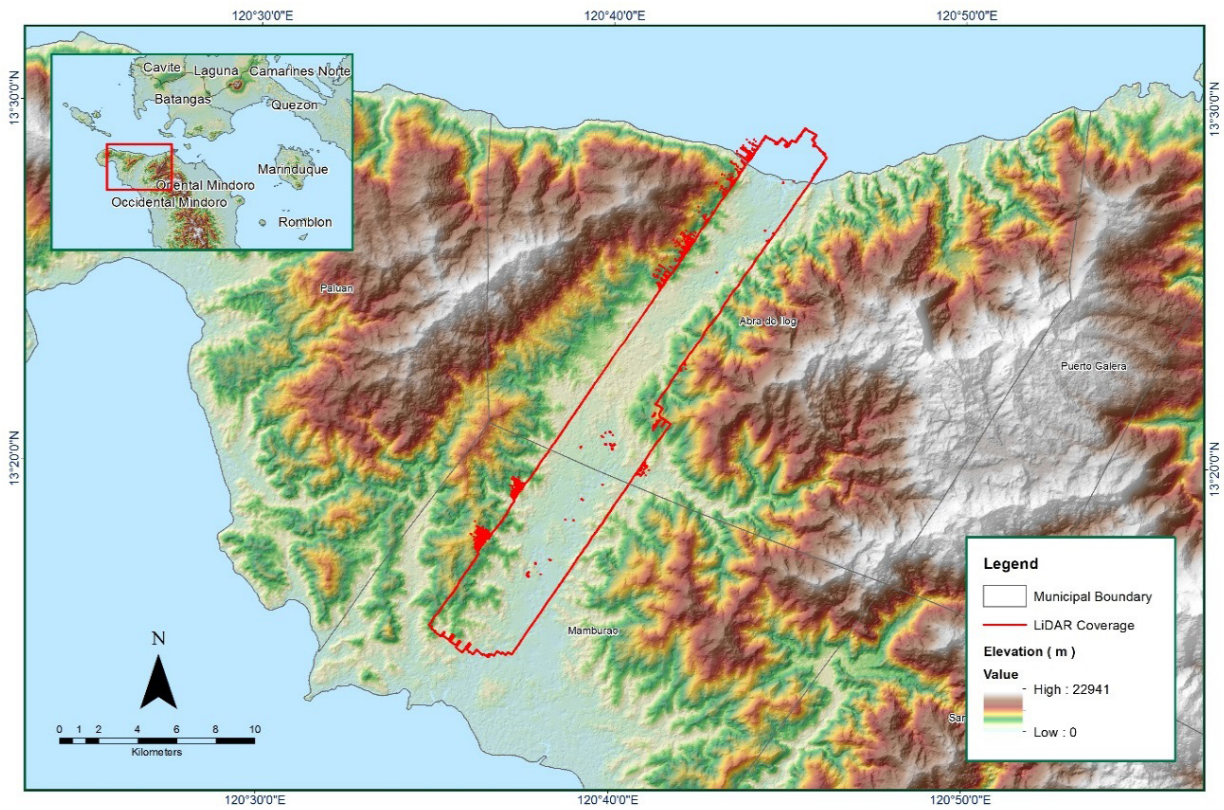 120°30'0"E 120°40'0"E 120°50'0"E
13°30'0"N 13°30'0"N
Cavite Laguna Camarines Norte
Batangas Quezon
Marinduque
Oriental Mindoro
Occidental Mindoro
Romblon
Paluan
Abra de Ilog
Puerto Galera
13°20'0"N 13°20'0"N
Mamburao
San
N
0 1 2 4 6 8 10
Kilometers
Legend
Municipal Boundary
LiDAR Coverage
Elevation ( m )
Value
High : 22941
Low : 0
120°30'0"E 120°40'0"E 120°50'0"E